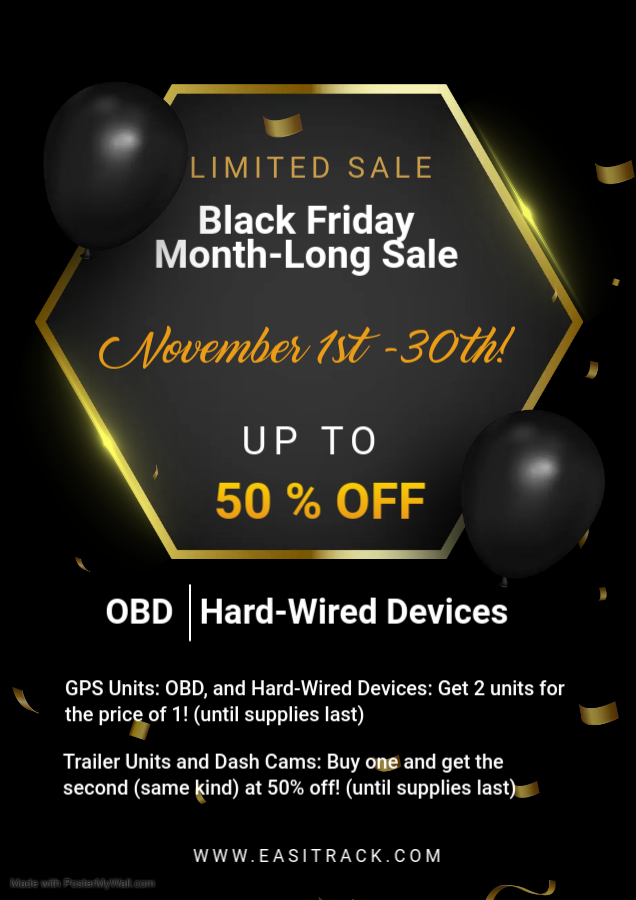 LIMITED SALE
Black Friday
Month-Long Sale
November 1st -30th!
UP TO
50 % OFF
OBD
Hard-Wired Devices
GPS Units: OBD, and Hard-Wired Devices: Get 2 units for
the price of 1! (until supplies last)
Trailer Units and Dash Cams: Buy one and get the
second (same kind) at 50% off! (until supplies last)
WWW.EASITRACK.COM
Made with PosterMyWall.com